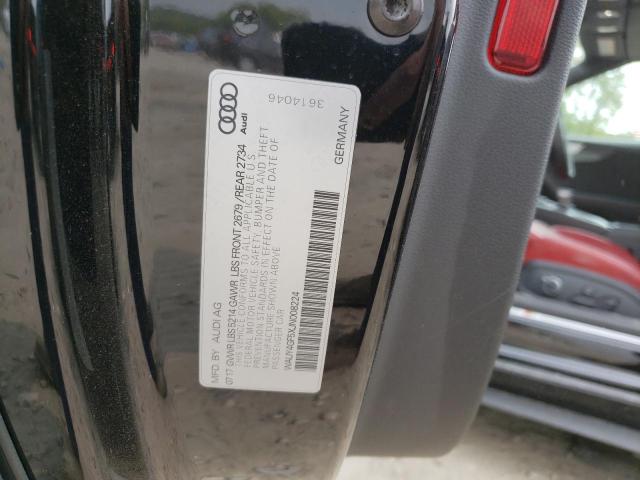 3614046
Audi
GERMANY
MFD. BY AUDI AG
07/17 GVWR LBS 5214 GAWR LBS FRONT 2679 / REAR 2734
THIS VEHICLE CONFORMS TO ALL APPLICABLE U.S.
FEDERAL MOTOR VEHICLE SAFETY, BUMPER AND THEFT
PREVENTION STANDARDS IN EFFECT ON THE DATE OF
MANUFACTURE SHOWN ABOVE
PASSENGER CAR
WAUY4GF5XJN008224